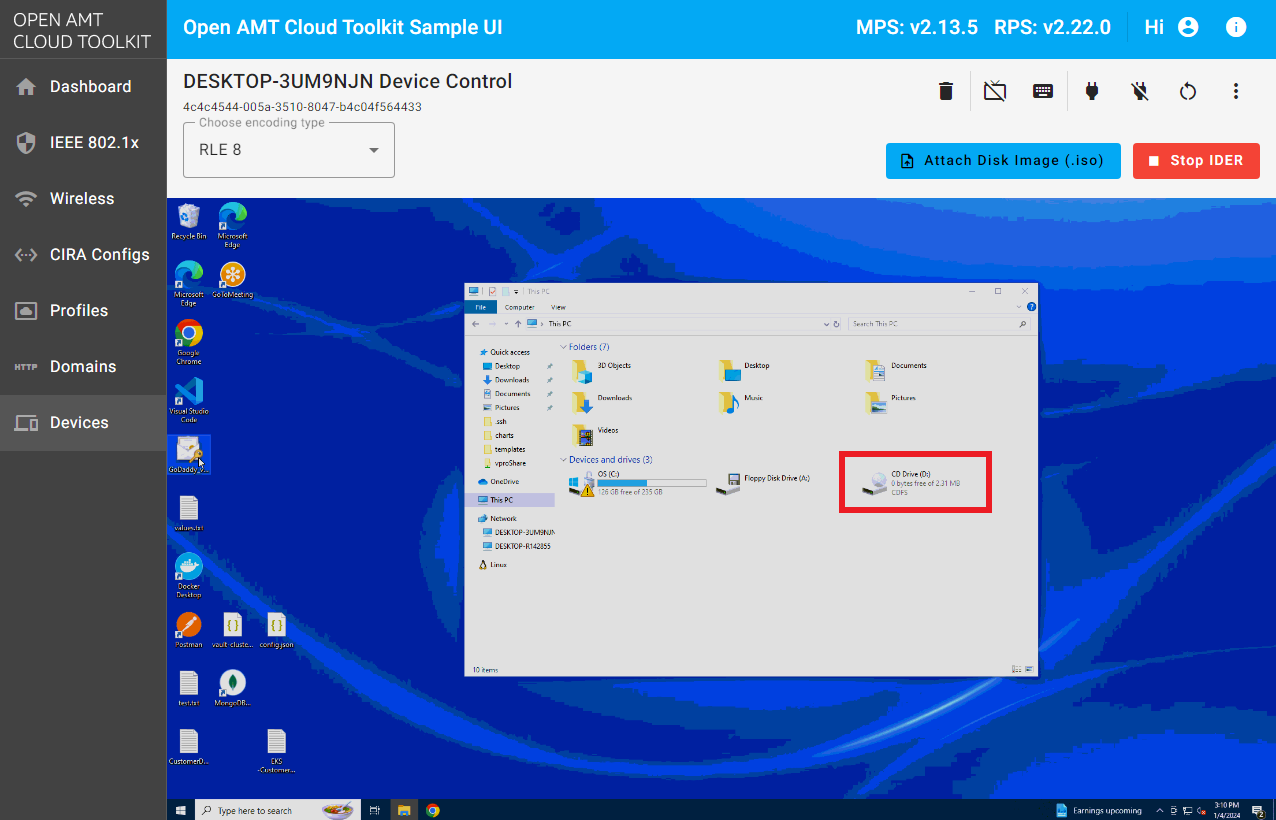 OPEN AMT
CLOUD TOOLKIT
Open AMT Cloud Toolkit Sample UI
MPS: v2.13.5 RPS: v2.22.0
Hi
Dashboard
IEEE 802.1x
Wireless
CIRA Configs
Profiles
HTTP Domains
Devices
DESKTOP-3UM9NJN Device Control
4c4c4544-005a-3510-8047-b4c04f564433
Choose encoding type
RLE 8
Attach Disk Image (.iso)
Stop IDER
Recycle Bin
Microsoft
Edge
Microsoft
Edge
GoToMeeting
Google
Chrome
Visual Studio
Code
GoDaddy_v...
values.txt
Docker
Desktop
Postman
vault-cluste...
config.json
test.txt
MongoDB...
CustomerD...
EKS
-Customer...
This PC
File
Computer
View
This PC
Search This PC
Quick access
Desktop
Downloads
Documents
Pictures
.ssh
charts
templates
vproShare
OneDrive
This PC
Network
DESKTOP-3UM9NJN
DESKTOP-R142855
Linux
Folders (7)
3D Objects
Desktop
Documents
Downloads
Music
Pictures
Videos
Devices and drives (3)
OS (C:)
126 GB free of 235 GB
Floppy Disk Drive (A:)
CD Drive (D:)
0 bytes free of 2.31 MB
CDFS
10 items
Type here to search
Earnings upcoming
3:10 PM
1/4/2024
2